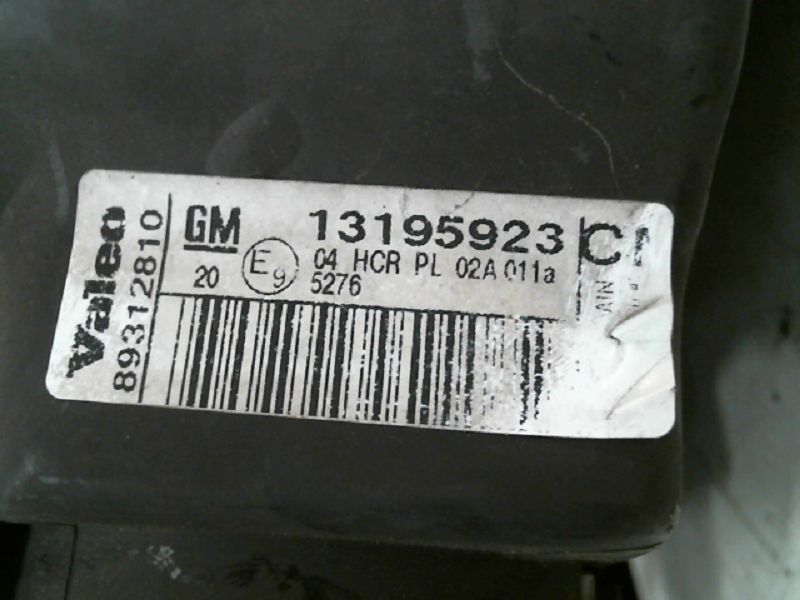 Valeo
89312810
GM 13195923
20 E9 04 HCR PL 02A 011a
5276